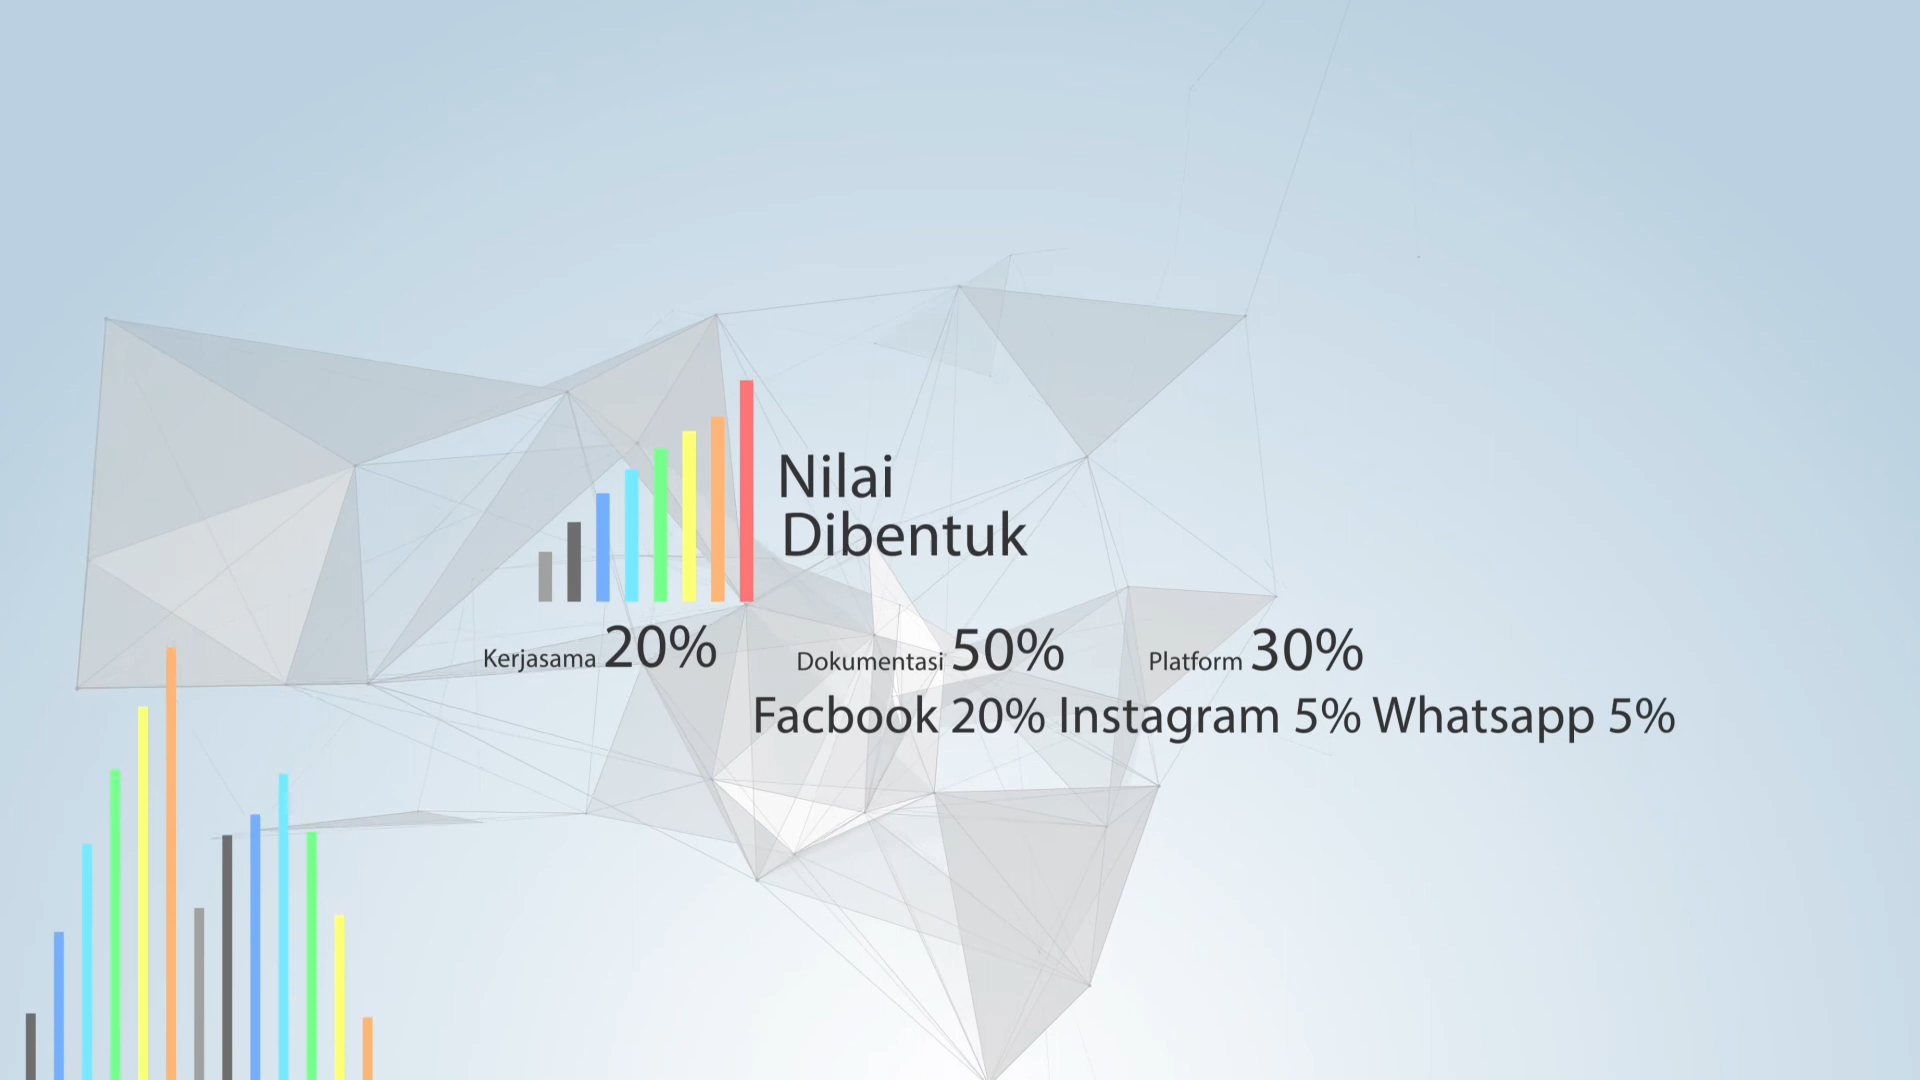 Nilai
Dibentuk
Kerjasama 20% Dokumentasi 50% Platform 30%
Facbook 20% Instagram 5% Whatsapp 5%